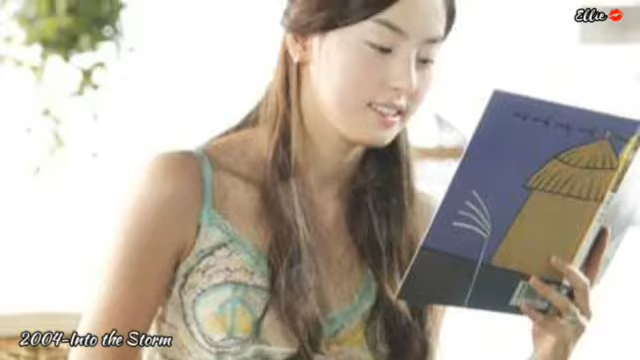 Ellie💋
2004-Into the Storm